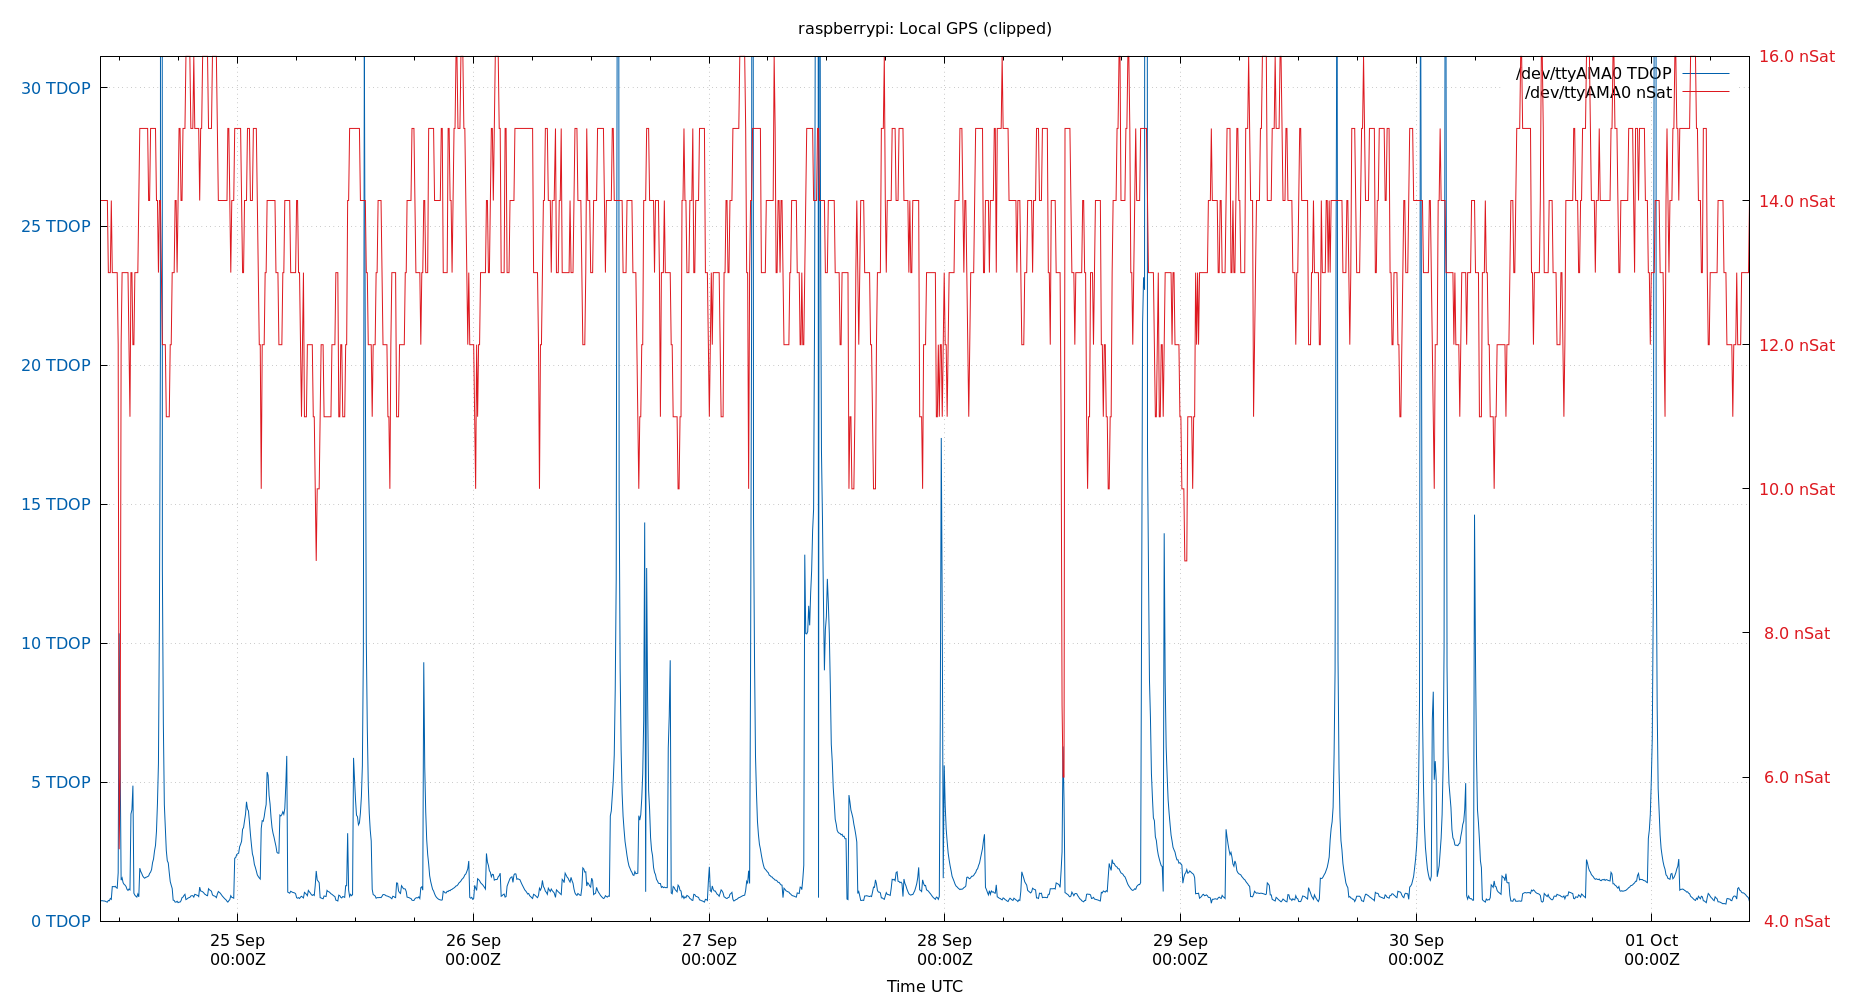 raspberrypi: Local GPS (clipped)
/dev/ttyAMA0 TDOP
/dev/ttyAMA0 nSat
30 TDOP
25 TDOP
20 TDOP
15 TDOP
10 TDOP
5 TDOP
0 TDOP
16.0 nSat
14.0 nSat
12.0 nSat
10.0 nSat
8.0 nSat
6.0 nSat
4.0 nSat
25 Sep
00:00Z
26 Sep
00:00Z
27 Sep
00:00Z
28 Sep
00:00Z
29 Sep
00:00Z
30 Sep
00:00Z
01 Oct
00:00Z
Time UTC